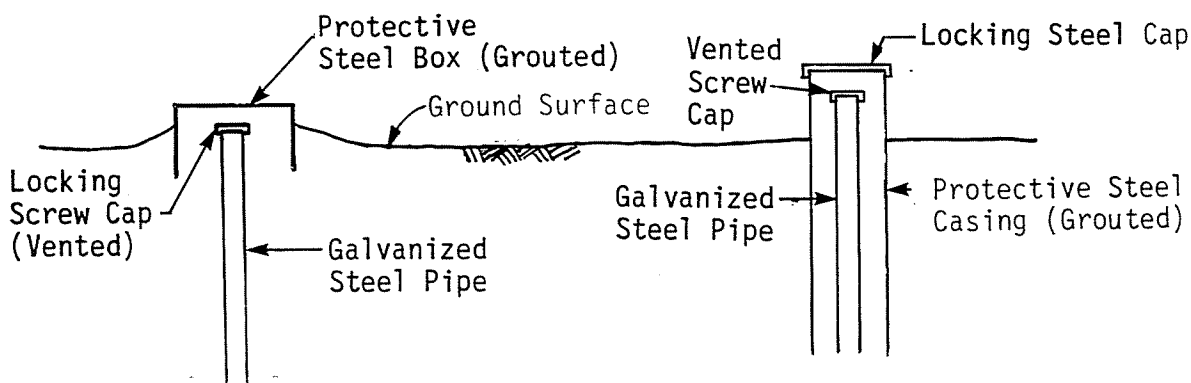 Protective
Steel Box (Grouted)
Ground Surface
Locking
Screw Cap
(Vented)
Galvanized
Steel Pipe
Vented
Screw
Cap
Locking Steel Cap
Galvanized
Steel Pipe
Protective Steel
Casing (Grouted)